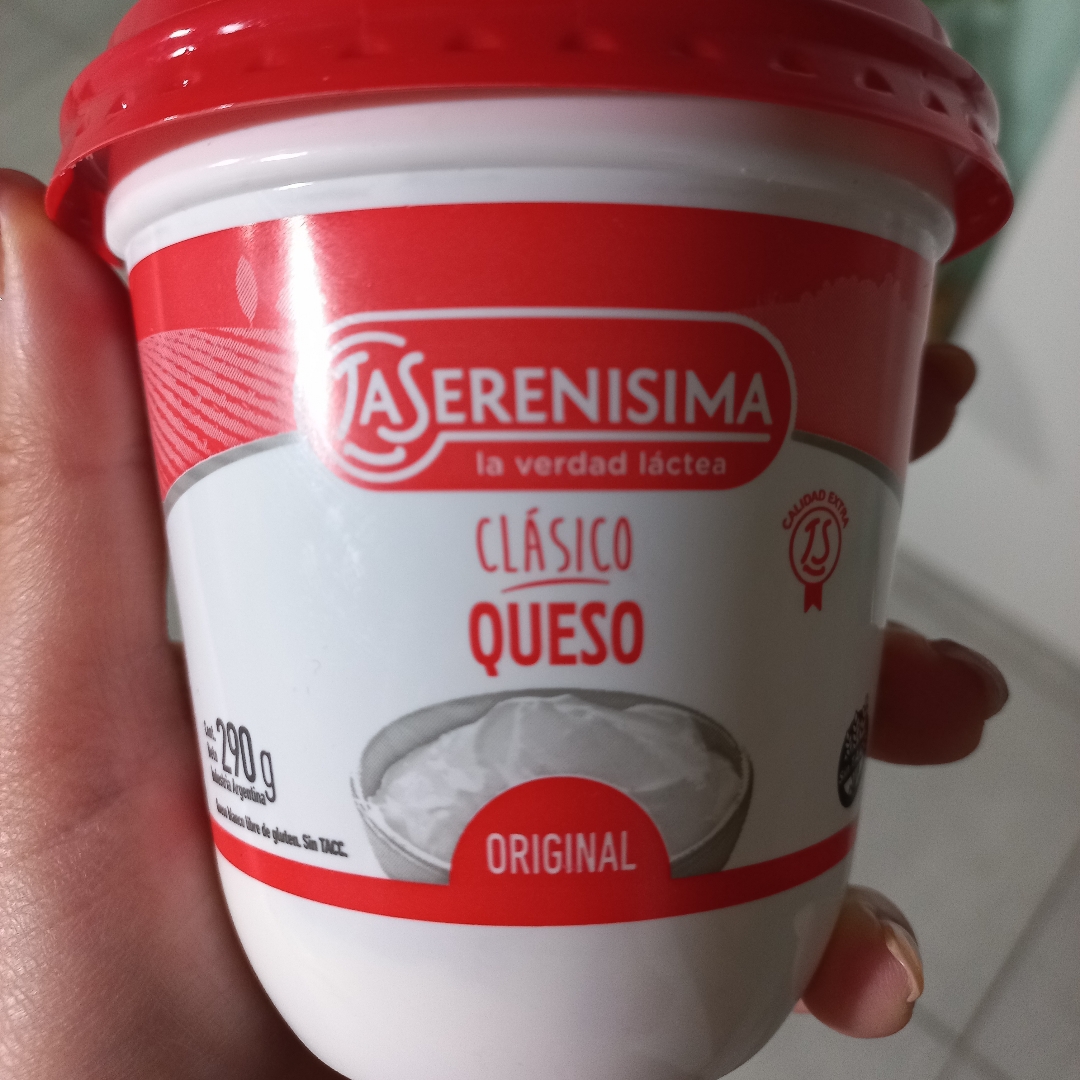 LASERENISIMA
la verdad láctea
CALIDAD EXTRA
LS
CLÁSICO
QUESO
Cont.
Neto 290 g
Industria Argentina
Queso blanco libre de gluten. Sin TACC.
ORIGINAL